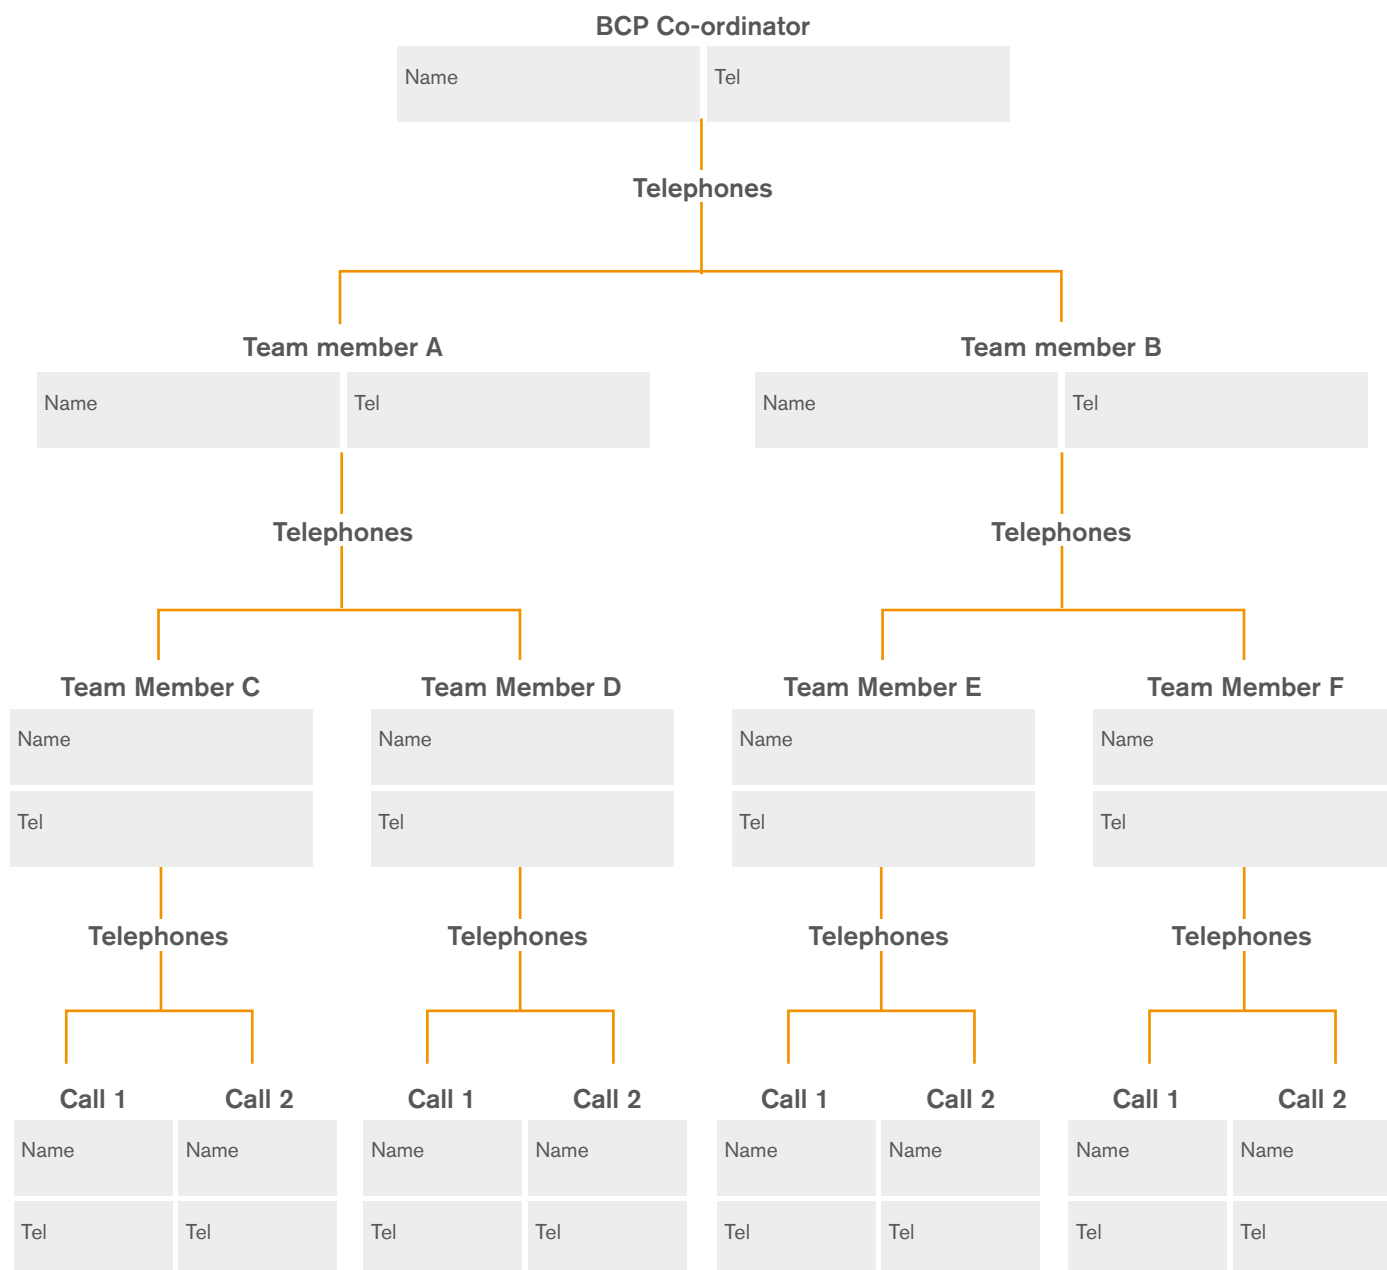 BCP Co-ordinator
Name Tel
Telephones
Team member A Team member B
Name Tel Name Tel
Telephones Telephones
Team Member C Team Member D Team Member E Team Member F
Name Name Name Name
Tel Tel Tel Tel
Telephones Telephones Telephones Telephones
Call 1 Call 2 Call 1 Call 2 Call 1 Call 2 Call 1 Call 2
Name Name Name Name Name Name Name Name
Tel Tel Tel Tel Tel Tel Tel Tel